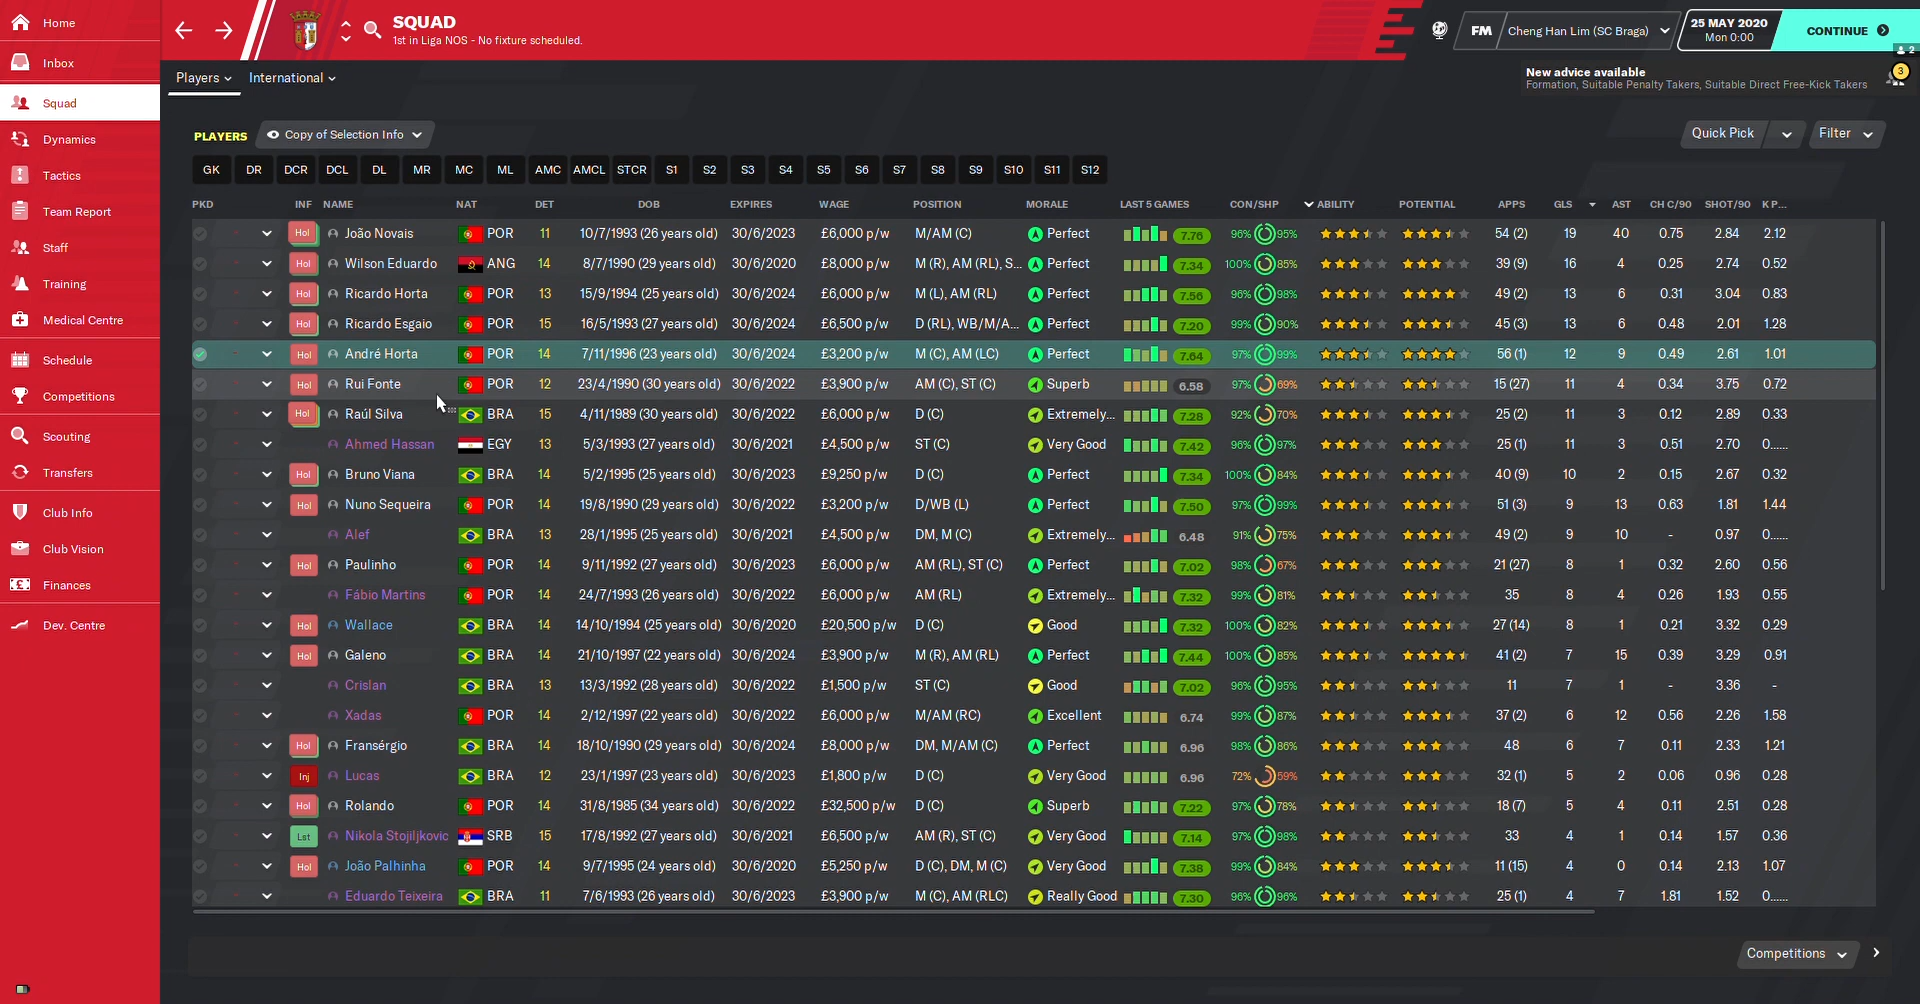 Home
Inbox
Squad
Dynamics
Tactics
Team Report
Staff
Training
Medical Centre
Schedule
Competitions
Scouting
Transfers
Club Info
Club Vision
Finances
Dev. Centre
SQUAD
1st in Liga NOS - No fixture scheduled.
FM Cheng Han Lim (SC Braga)
25 MAY 2020
Mon 0:00
CONTINUE
2
Players International
New advice available
Formation, Suitable Penalty Takers, Suitable Direct Free-Kick Takers
3
PLAYERS Copy of Selection Info Quick Pick Filter
GK DR DCR DCL DL MR MC ML AMC AMCL STCR S1 S2 S3 S4 S5 S6 S7 S8 S9 S10 S11 S12
PKD INF NAME NAT DET DOB EXPIRES WAGE POSITION MORALE LAST 5 GAMES CON/SHP ABILITY POTENTIAL APPS GLS AST CH C/90 SHOT/90 K P...
Hol João Novais POR 11 10/7/1993 (26 years old) 30/6/2023 £6,000 p/w M/AM (C) Perfect 7.76 96% 95% 54 (2) 19 40 0.75 2.84 2.12
Hol Wilson Eduardo ANG 14 8/7/1990 (29 years old) 30/6/2020 £8,000 p/w M (R), AM (RL), S... Perfect 7.34 100% 85% 39 (9) 16 4 0.25 2.74 0.52
Hol Ricardo Horta POR 13 15/9/1994 (25 years old) 30/6/2024 £6,000 p/w M (L), AM (RL) Perfect 7.56 96% 98% 49 (2) 13 6 0.31 3.04 0.83
Hol Ricardo Esgaio POR 15 16/5/1993 (27 years old) 30/6/2024 £6,500 p/w D (RL), WB/M/A... Perfect 7.20 99% 90% 45 (3) 13 6 0.48 2.01 1.28
Hol André Horta POR 14 7/11/1996 (23 years old) 30/6/2024 £3,200 p/w M (C), AM (LC) Perfect 7.64 97% 99% 56 (1) 12 9 0.49 2.61 1.01
Hol Rui Fonte POR 12 23/4/1990 (30 years old) 30/6/2022 £3,900 p/w AM (C), ST (C) Superb 6.58 97% 69% 15 (27) 11 4 0.34 3.75 0.72
Hol Raúl Silva BRA 15 4/11/1989 (30 years old) 30/6/2022 £6,000 p/w D (C) Extremely... 7.28 92% 70% 25 (2) 11 3 0.12 2.89 0.33
Ahmed Hassan EGY 13 5/3/1993 (27 years old) 30/6/2021 £4,500 p/w ST (C) Very Good 7.42 96% 97% 25 (1) 11 3 0.51 2.70 0......
Hol Bruno Viana BRA 14 5/2/1995 (25 years old) 30/6/2023 £9,250 p/w D (C) Perfect 7.34 100% 84% 40 (9) 10 2 0.15 2.67 0.32
Hol Nuno Sequeira POR 14 19/8/1990 (29 years old) 30/6/2022 £3,200 p/w D/WB (L) Perfect 7.50 97% 99% 51 (3) 9 13 0.63 1.81 1.44
Alef BRA 13 28/1/1995 (25 years old) 30/6/2021 £4,500 p/w DM, M (C) Extremely... 6.48 91% 75% 49 (2) 9 10 - 0.97 0......
Hol Paulinho POR 14 9/11/1992 (27 years old) 30/6/2023 £6,000 p/w AM (RL), ST (C) Perfect 7.02 98% 67% 21 (27) 8 1 0.32 2.60 0.56
Fábio Martins POR 14 24/7/1993 (26 years old) 30/6/2022 £6,000 p/w AM (RL) Extremely... 7.32 99% 81% 35 8 4 0.26 1.93 0.55
Hol Wallace BRA 14 14/10/1994 (25 years old) 30/6/2020 £20,500 p/w D (C) Good 7.32 100% 82% 27 (14) 8 1 0.21 3.32 0.29
Hol Galeno BRA 14 21/10/1997 (22 years old) 30/6/2024 £3,900 p/w M (R), AM (RL) Perfect 7.44 100% 85% 41 (2) 7 15 0.39 3.29 0.91
Crislan BRA 13 13/3/1992 (28 years old) 30/6/2022 £1,500 p/w ST (C) Good 7.02 96% 95% 11 7 1 - 3.36 -
Xadas POR 14 2/12/1997 (22 years old) 30/6/2022 £6,000 p/w M/AM (RC) Excellent 6.74 99% 87% 37 (2) 6 12 0.56 2.26 1.58
Hol Fransérgio BRA 14 18/10/1990 (29 years old) 30/6/2024 £8,000 p/w DM, M/AM (C) Perfect 6.96 98% 86% 48 6 7 0.11 2.33 1.21
Inj Lucas BRA 12 23/1/1997 (23 years old) 30/6/2023 £1,800 p/w D (C) Very Good 6.96 72% 59% 32 (1) 5 2 0.06 0.96 0.28
Hol Rolando POR 14 31/8/1985 (34 years old) 30/6/2022 £32,500 p/w D (C) Superb 7.22 97% 78% 18 (7) 5 4 0.11 2.51 0.28
Lst Nikola Stojiljkovic SRB 15 17/8/1992 (27 years old) 30/6/2021 £6,500 p/w AM (R), ST (C) Very Good 7.14 97% 98% 33 4 1 0.14 1.57 0.36
Hol João Palhinha POR 14 9/7/1995 (24 years old) 30/6/2020 £5,250 p/w D (C), DM, M (C) Very Good 7.38 99% 84% 11 (15) 4 0 0.14 2.13 1.07
Eduardo Teixeira BRA 11 7/6/1993 (26 years old) 30/6/2023 £3,900 p/w M (C), AM (RLC) Really Good 7.30 96% 96% 25 (1) 4 7 1.81 1.52 0......
Competitions